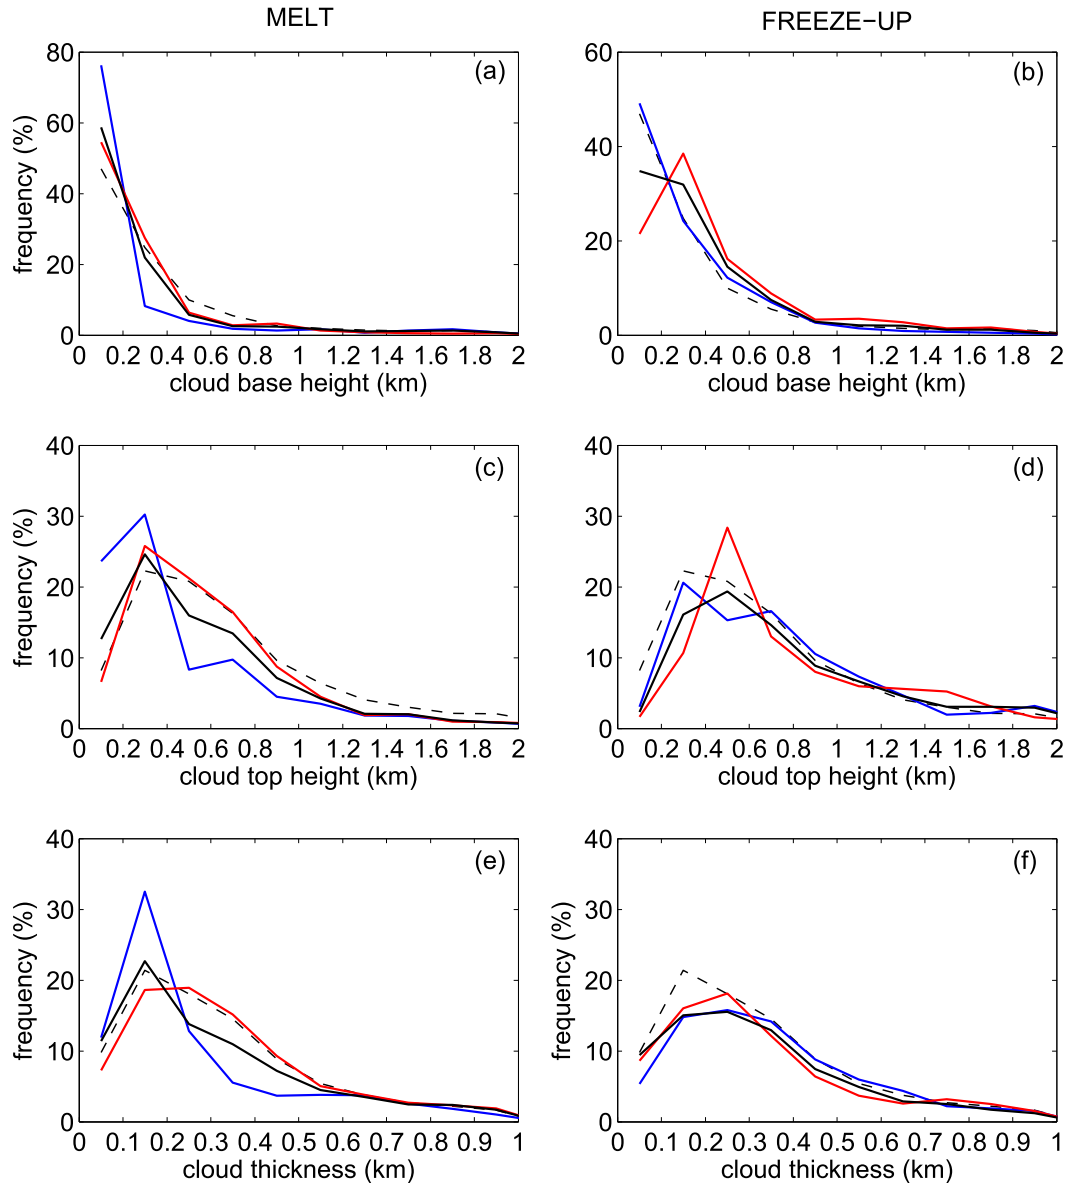 MELT
FREEZE−UP
(a)
80
60
40
20
0
frequency (%)
0 0.2 0.4 0.6 0.8 1 1.2 1.4 1.6 1.8 2
cloud base height (km)
(b)
60
40
20
0
0 0.2 0.4 0.6 0.8 1 1.2 1.4 1.6 1.8 2
cloud base height (km)
(c)
40
30
20
10
0
frequency (%)
0 0.2 0.4 0.6 0.8 1 1.2 1.4 1.6 1.8 2
cloud top height (km)
(d)
40
30
20
10
0
frequency (%)
0 0.2 0.4 0.6 0.8 1 1.2 1.4 1.6 1.8 2
cloud top height (km)
(e)
40
30
20
10
0
frequency (%)
0 0.1 0.2 0.3 0.4 0.5 0.6 0.7 0.8 0.9 1
cloud thickness (km)
(f)
40
30
20
10
0
frequency (%)
0 0.1 0.2 0.3 0.4 0.5 0.6 0.7 0.8 0.9 1
cloud thickness (km)